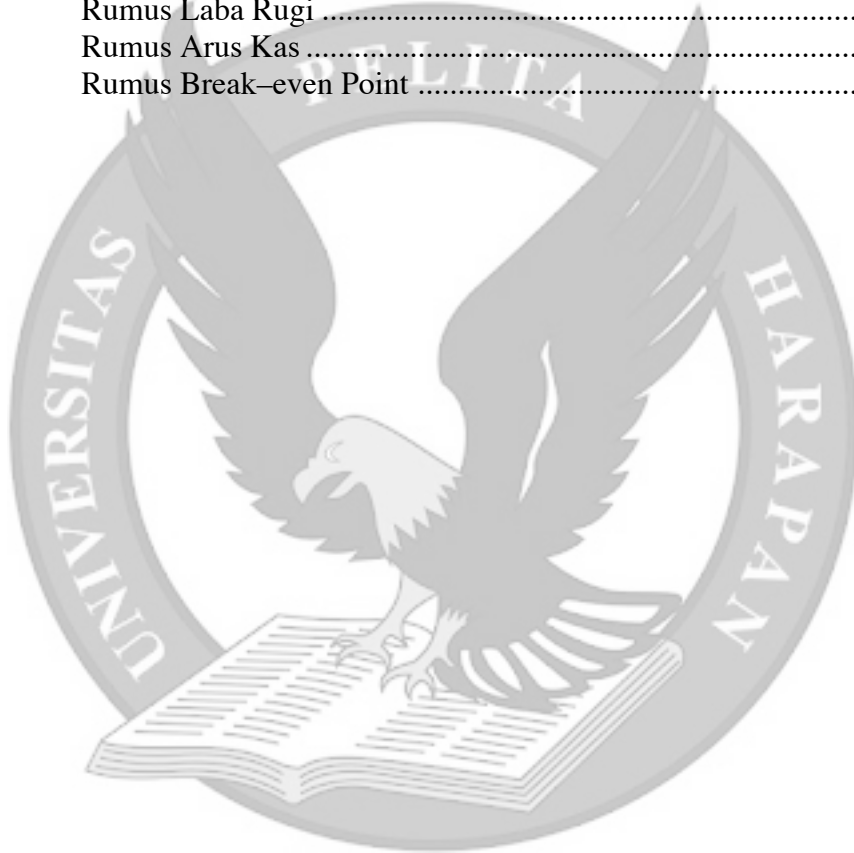 Rumus Laba Rugi ....................................................................
Rumus Arus Kas ......................................................................
Rumus Break–even Point ........................................................
PELITA
UNIVERSITAS
HARAPAN